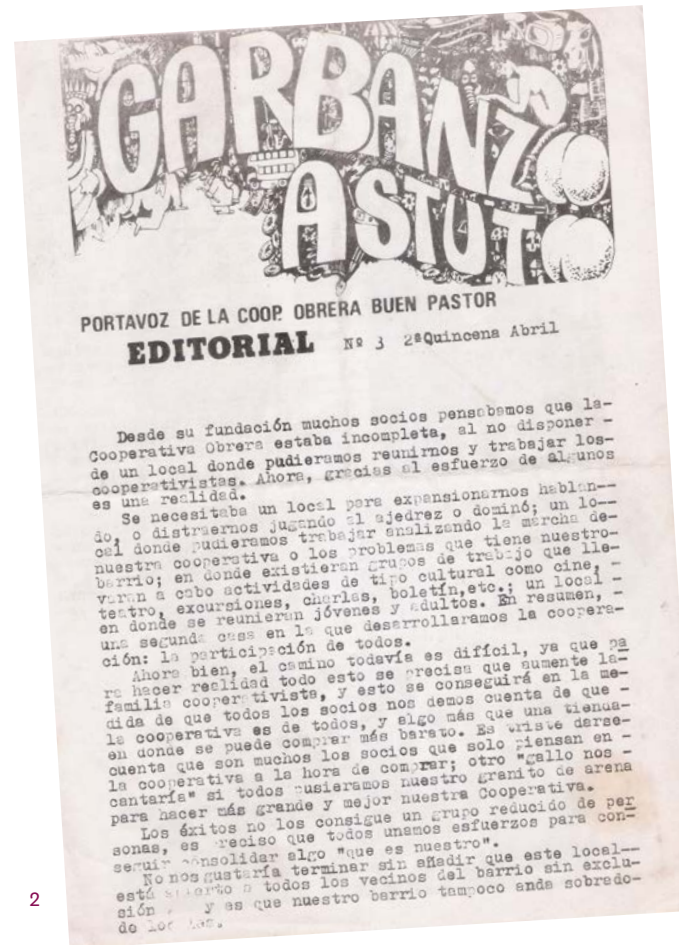 GARBANZO
ASTUTO
PORTAVOZ DE LA COOP. OBRERA BUEN PASTOR
EDITORIAL Nº 3 2ªQuincena Abril
Desde su fundación muchos socios pensabamos que la-
Cooperativa Obrera estaba incompleta, al no disponer -
de un local donde pudieramos reunirnos y trabajar los-
cooperativistas. Ahora, gracias al esfuerzo de algunos
es una realidad.
Se necesitaba un local para expansionarnos hablan--
do, o distraernos jugando al ajedrez o dominó; un lo--
cal donde pudieramos trabajar analizando la marcha de-
nuestra cooperativa o los problemas que tiene nuestro-
barrio; en donde existieran grupos de trabajo que lle-
varan a cabo actividades de tipo cultural como cine, -
teatro, excursiones, charlas, boletín,etc.; un local -
en donde se reunieran jóvenes y adultos. En resumen, -
una segunda casa en la que desarrollaramos la coopera-
ción: la participación de todos.
Ahora bien, el camino todavía es difícil, ya que pa
ra hacer realidad todo esto se precisa que aumente la-
familia cooperativista, y esto se conseguirá en la me-
dida de que todos los socios nos demos cuenta de que -
la cooperativa es de todos, y algo más que una tienda-
en donde se puede comprar más barato. Es triste darse-
cuenta que son muchos los socios que solo piensan en -
la cooperativa a la hora de comprar; otro "gallo nos -
cantaría" si todos pusieramos nuestro granito de arena
para hacer más grande y mejor nuestra Cooperativa.
Los éxitos no los consigue un grupo reducido de per
sonas, es preciso que todos unamos esfuerzos para con-
seguir consolidar algo "que es nuestro".
No nos gustaría terminar sin añadir que este local--
está abierto a todos los vecinos del barrio sin exclu-
sión y es que nuestro barrio tampoco anda sobrado-
de
2